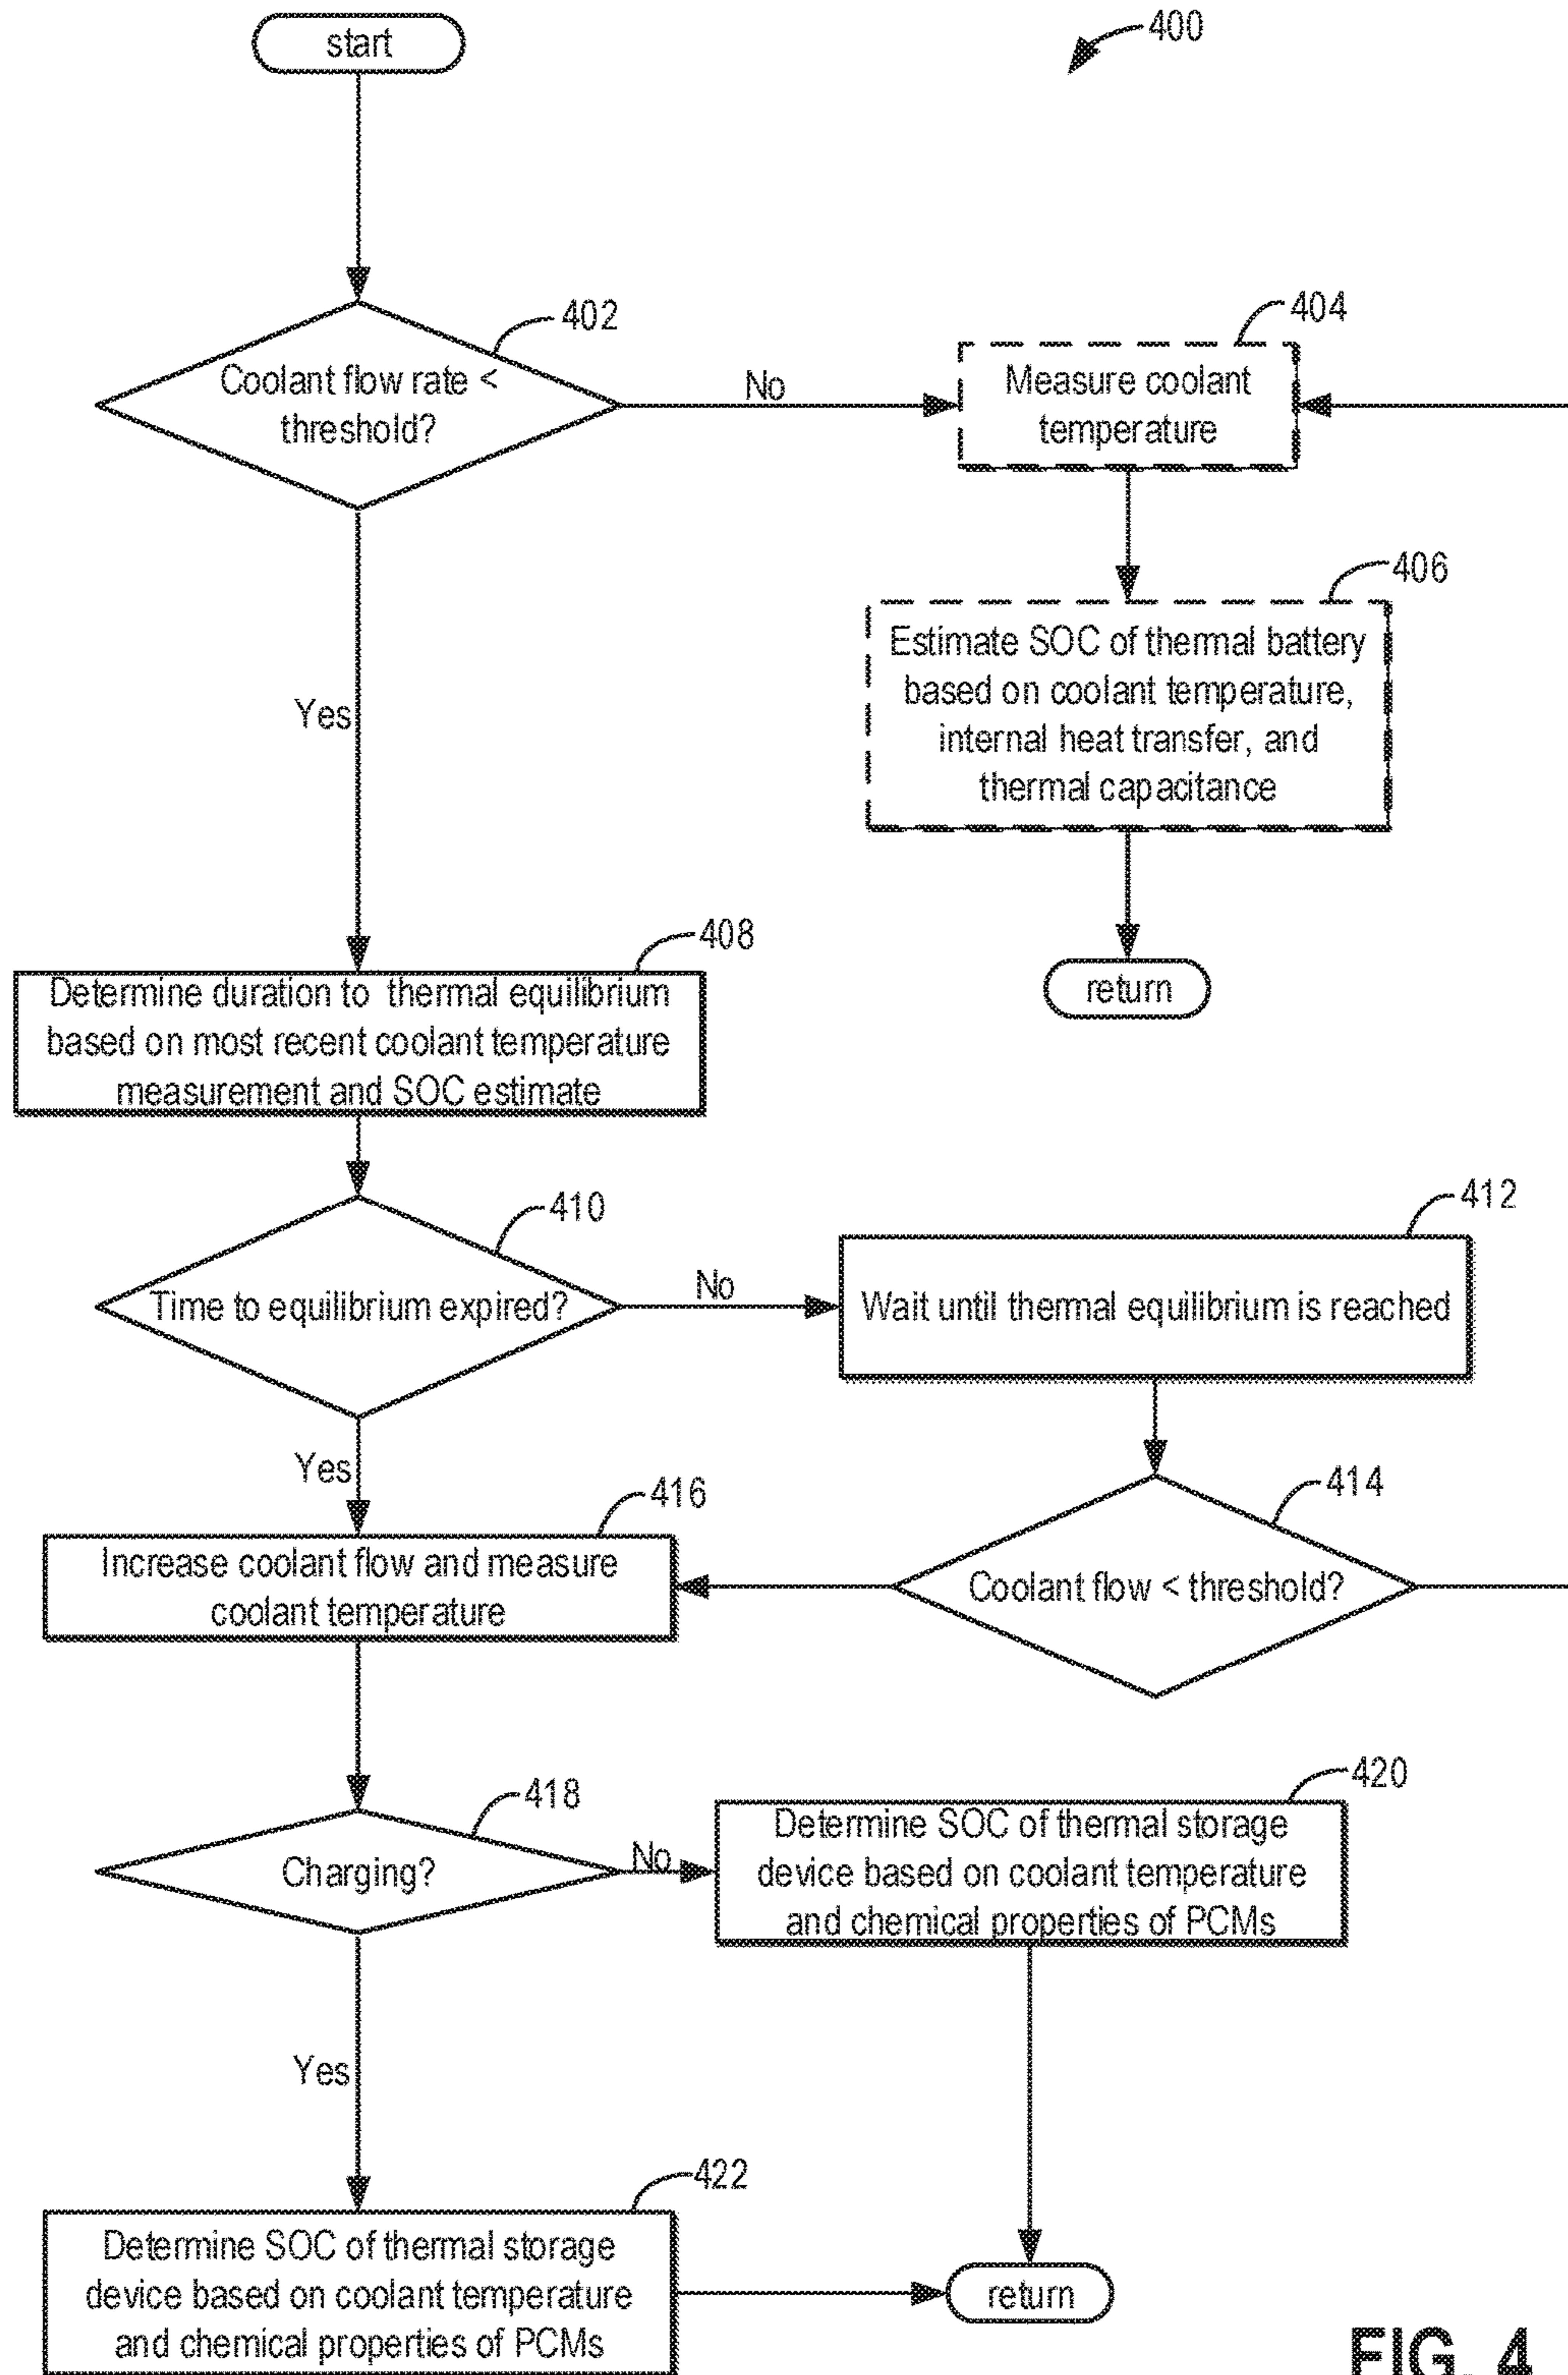 start
400
402
Coolant flow rate <
threshold?
No
404
Measure coolant
temperature
406
Estimate SOC of thermal battery
based on coolant temperature,
internal heat transfer, and
thermal capacitance
return
Yes
408
Determine duration to thermal equilibrium
based on most recent coolant temperature
measurement and SOC estimate
410
Time to equilibrium expired?
No
412
Wait until thermal equilibrium is reached
414
Coolant flow < threshold?
Yes
416
Increase coolant flow and measure
coolant temperature
418
Charging?
No
420
Determine SOC of thermal storage
device based on coolant temperature
and chemical properties of PCMs
Yes
422
Determine SOC of thermal storage
device based on coolant temperature
and chemical properties of PCMs
return
FIG. 4